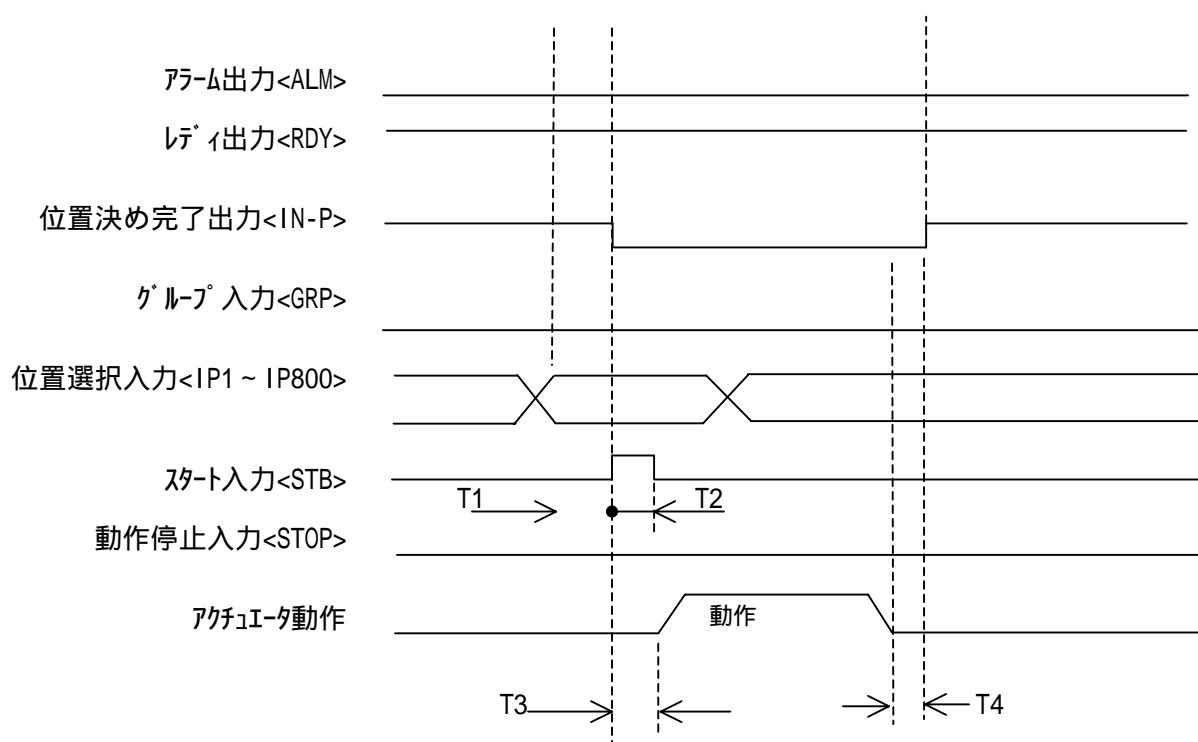 ｱﾗｰﾑ出力<ALM>
ﾚﾃﾞｨ出力<RDY>
位置決め完了出力<IN-P>
ｸﾞﾙｰﾌﾟ入力<GRP>
位置選択入力<IP1～IP800>
ｽﾀｰﾄ入力<STB>
T1
T2
動作停止入力<STOP>
ｱｸﾁｭｴｰﾀ動作
動作
T3
T4